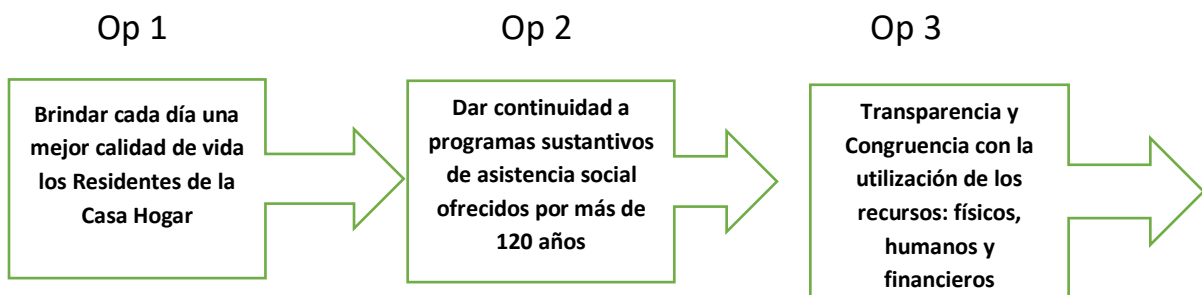 Op 1
Op 2
Op 3
Brindar cada día una
mejor calidad de vida
los Residentes de la
Casa Hogar
Dar continuidad a
programas sustantivos
de asistencia social
ofrecidos por más de
120 años
Transparencia y
Congruencia con la
utilización de los
recursos: físicos,
humanos y
financieros